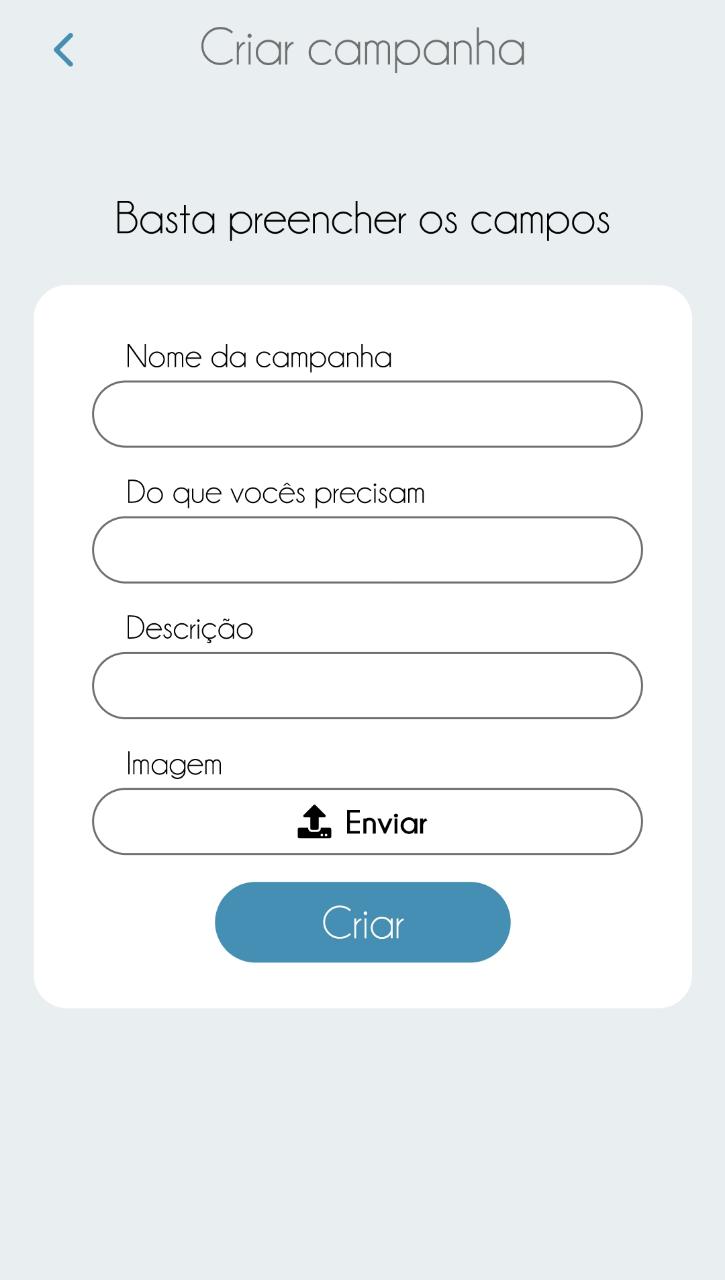 Criar campanha
Basta preencher os campos
Nome da campanha
Do que vocês precisam
Descrição
Imagem
Enviar
Criar